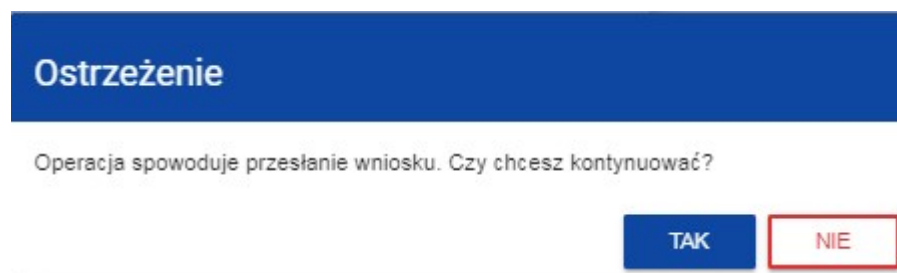 Ostrzeżenie
Operacja spowoduje przesłanie wniosku. Czy chcesz kontynuować?
TAK
NIE